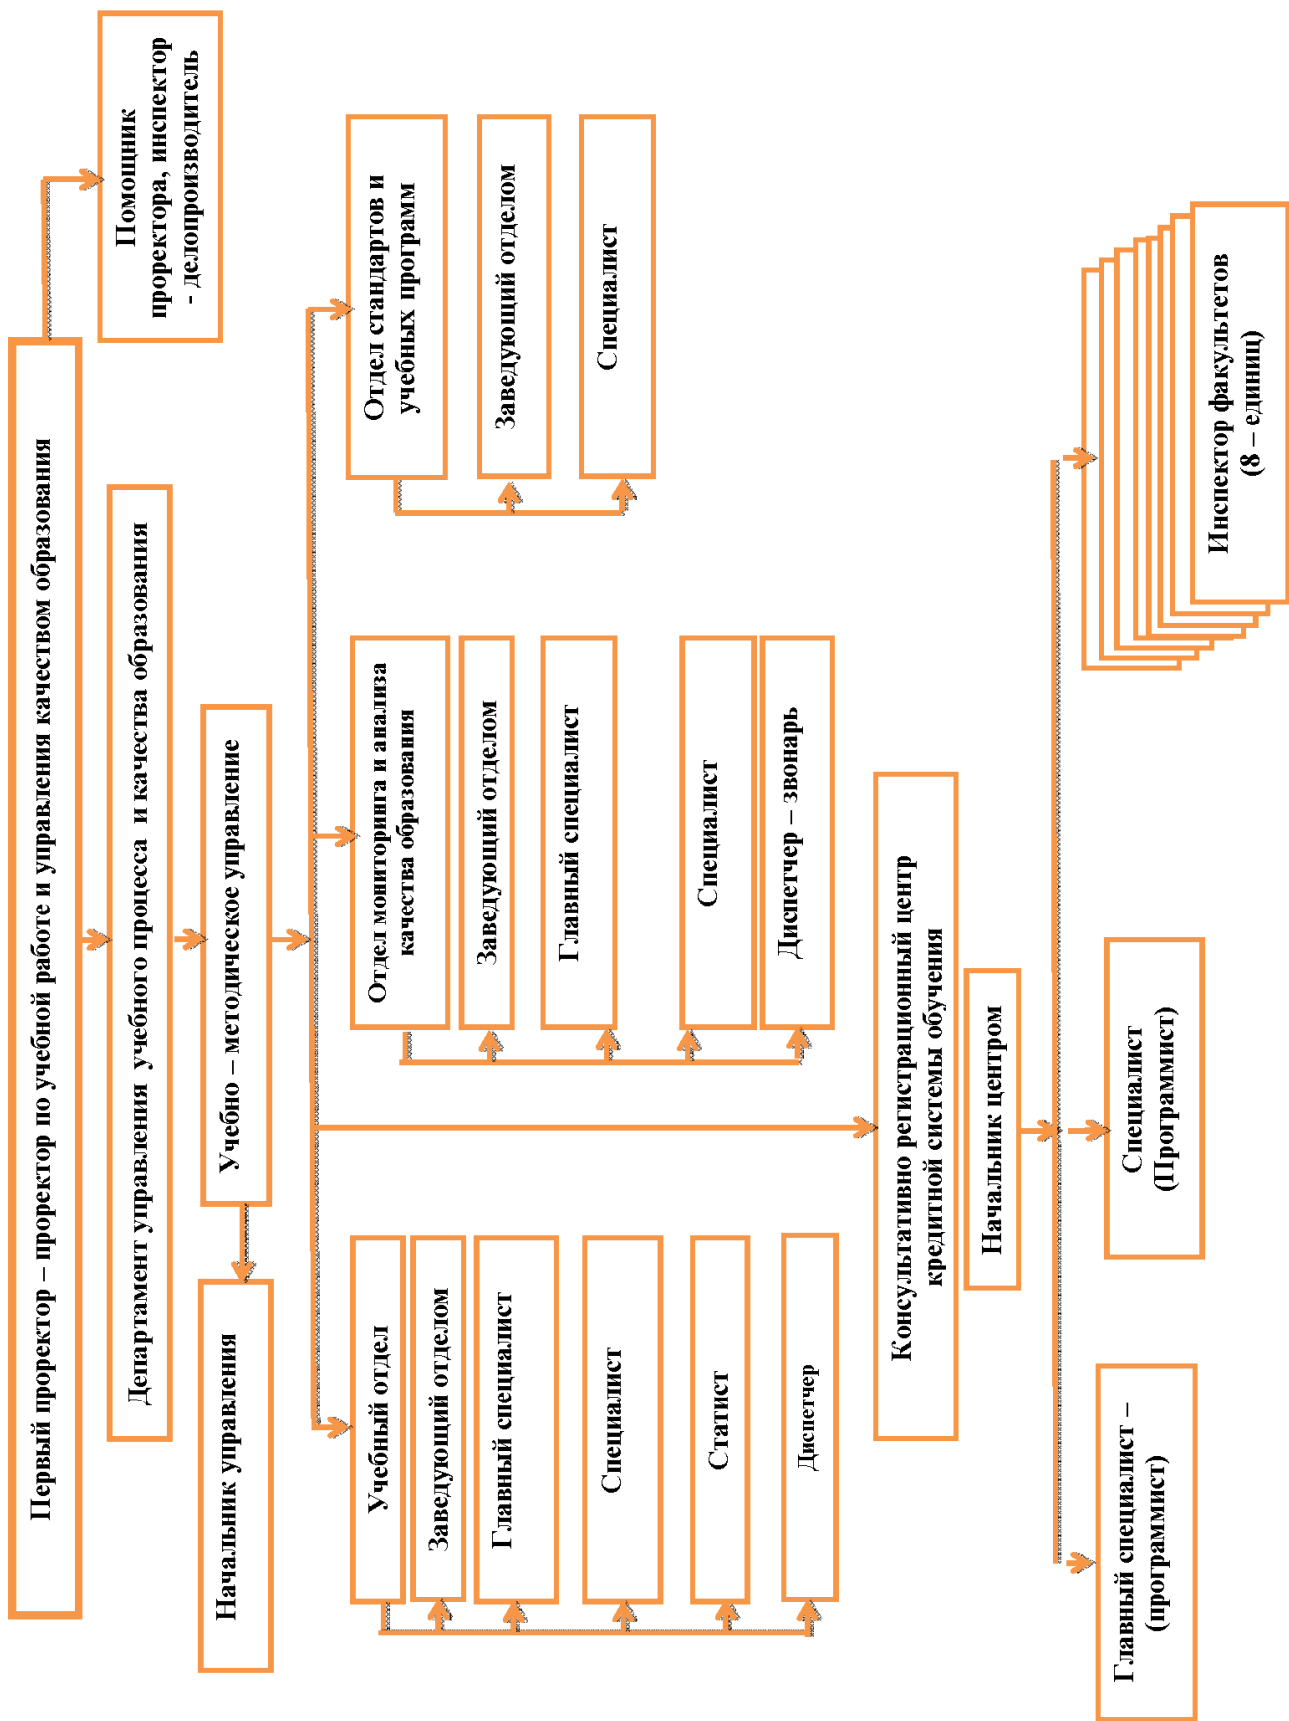 Первый проректор – проректор по учебной работе и управления качеством образования
Помощник
проректора, инспектор
- делопроизводитель
Департамент управления учебного процесса и качества образования
Начальник управления
Учебно – методическое управление
Учебный отдел
Заведующий отделом
Главный специалист
Специалист
Статист
Диспетчер
Отдел мониторинга и анализа
качества образования
Заведующий отделом
Главный специалист
Специалист
Диспетчер – звонарь
Отдел стандартов и
учебных программ
Заведующий отделом
Специалист
Консультативно регистрационный центр
кредитной системы обучения
Начальник центром
Главный специалист –
(программист)
Специалист
(Программист)
Инспектор факультетов
(8 – единиц)